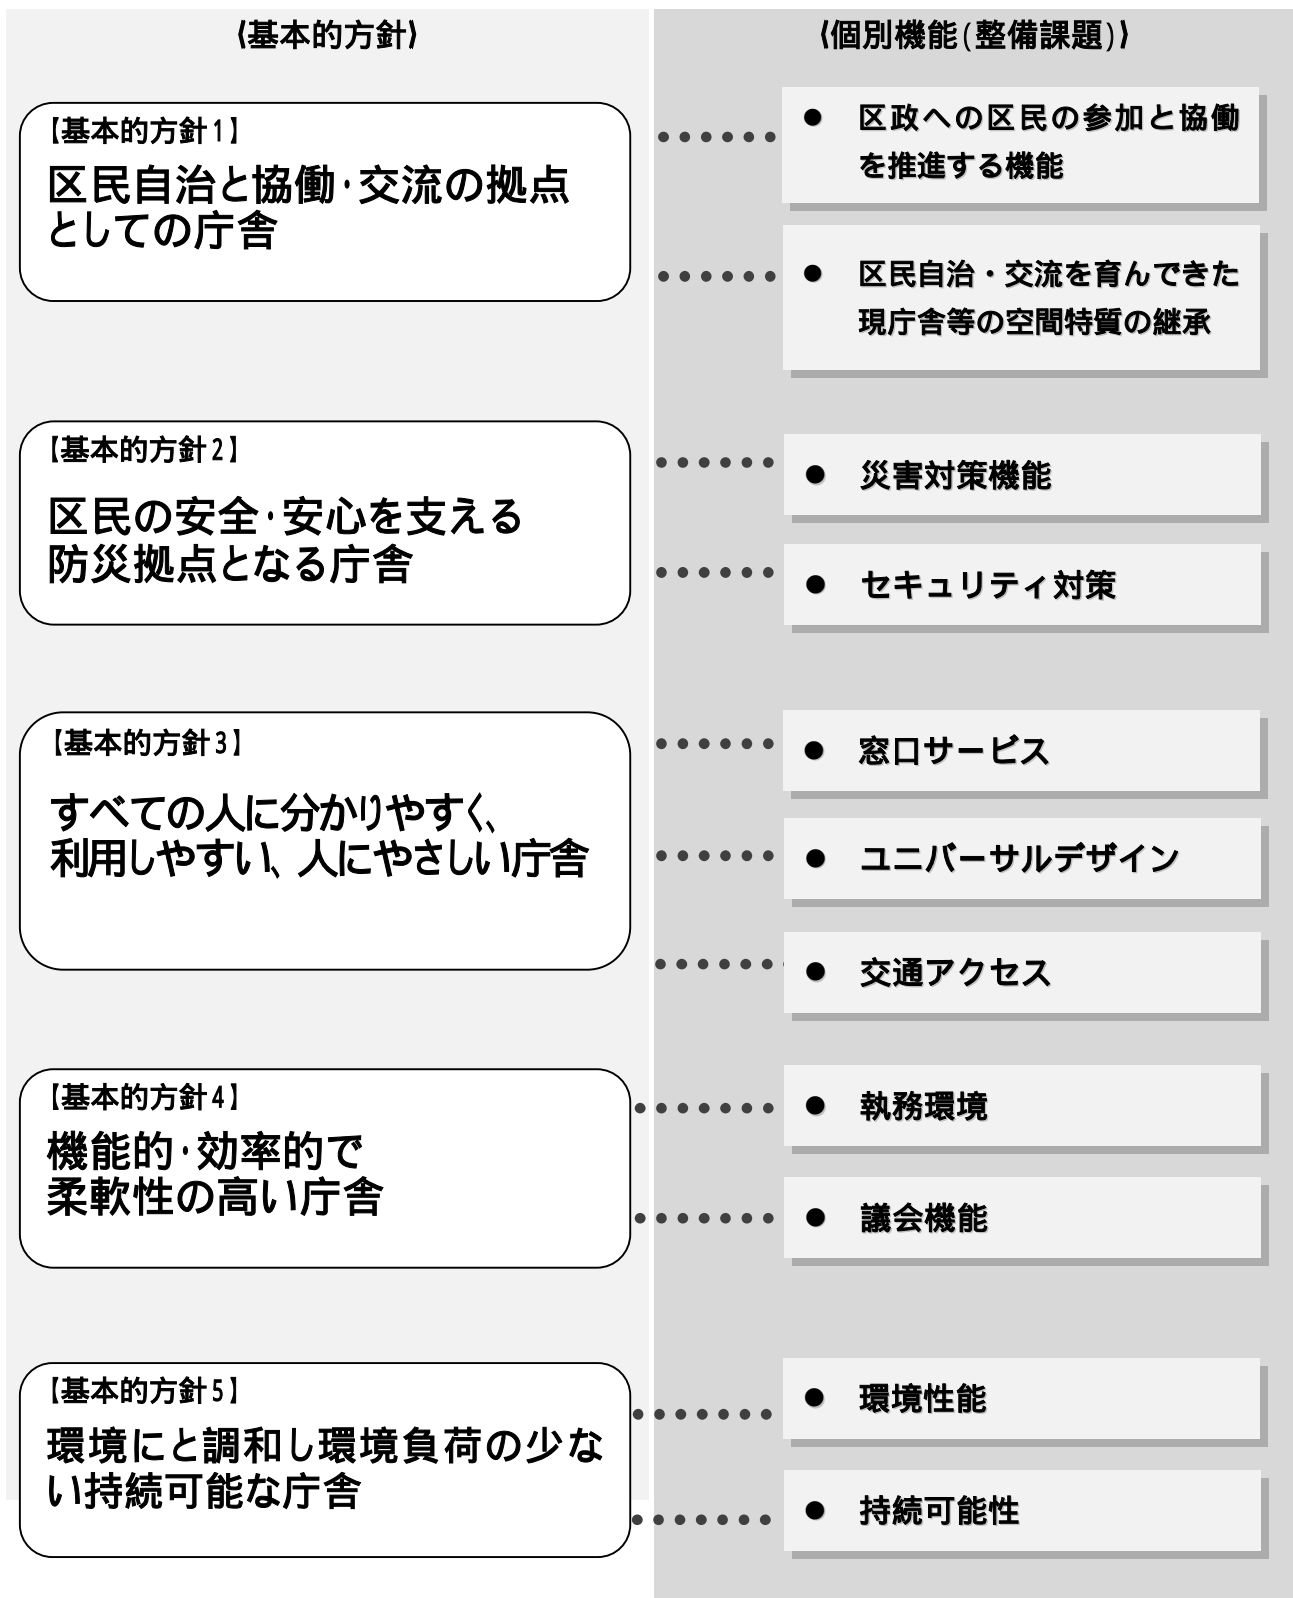 ⟨基本的方針⟩
⟨個別機能(整備課題)⟩
【基本的方針1】
区民自治と協働・交流の拠点
としての庁舎
● 区政への区民の参加と協働
を推進する機能
● 区民自治・交流を育んできた
現庁舎等の空間特質の継承
【基本的方針2】
区民の安全・安心を支える
防災拠点となる庁舎
● 災害対策機能
● セキュリティ対策
【基本的方針3】
すべての人に分かりやすく、
利用しやすい、人にやさしい庁舎
● 窓口サービス
● ユニバーサルデザイン
● 交通アクセス
【基本的方針4】
機能的・効率的で
柔軟性の高い庁舎
● 執務環境
● 議会機能
【基本的方針5】
環境にと調和し環境負荷の少な
い持続可能な庁舎
● 環境性能
● 持続可能性